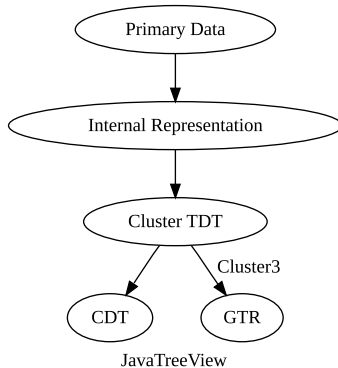 Primary Data
Internal Representation
Cluster TDT
Cluster3
CDT
GTR
JavaTreeView